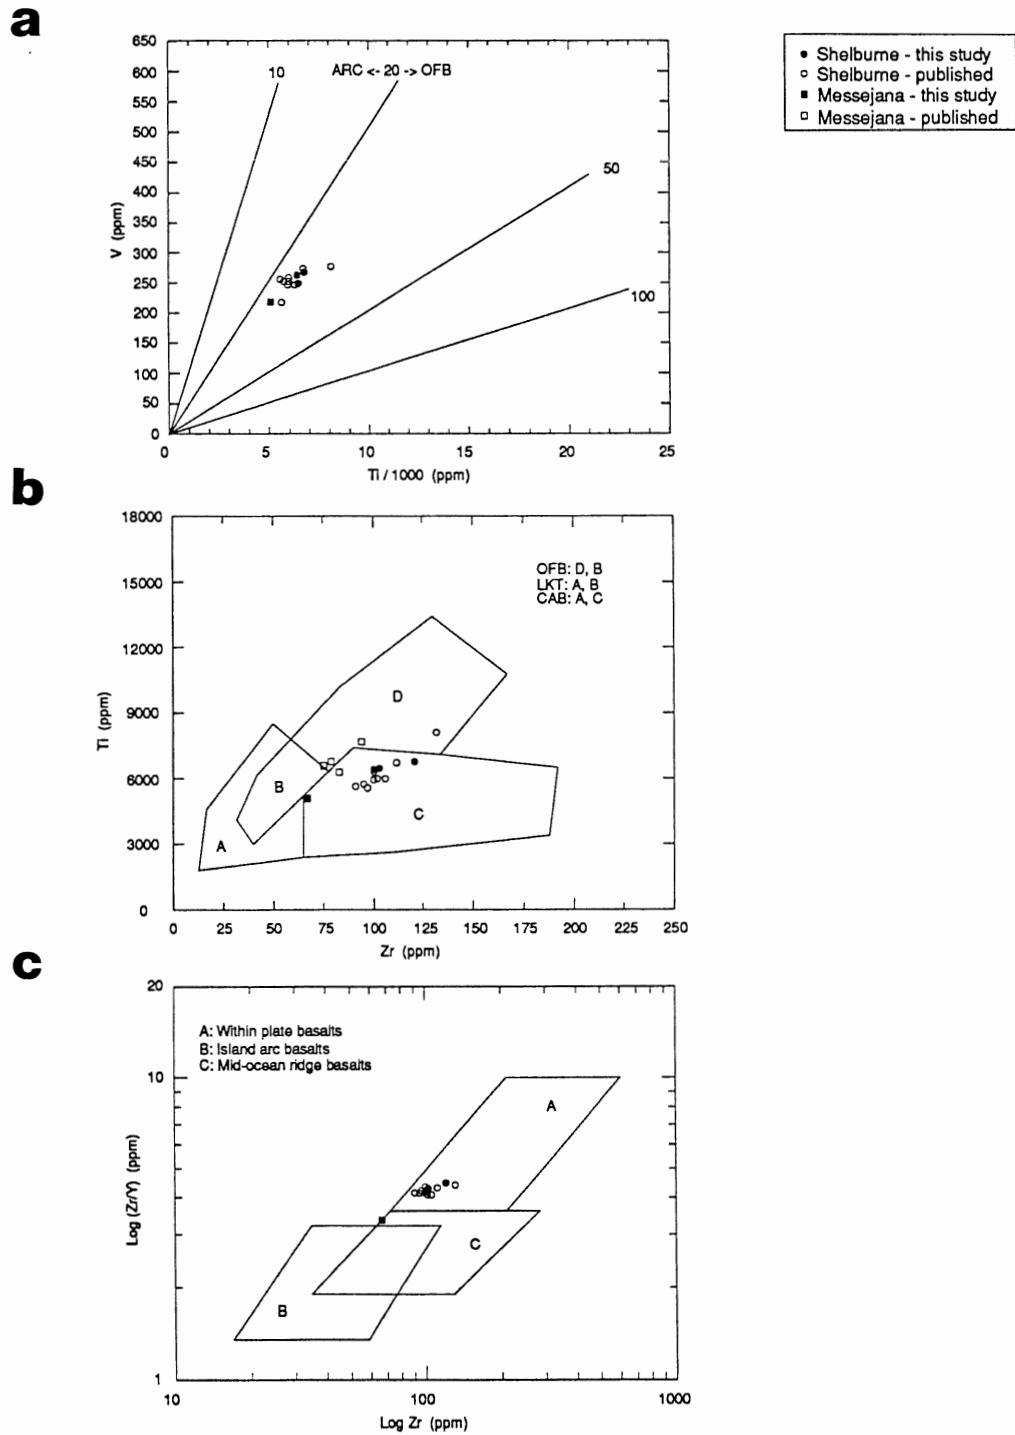 a
650
600
550
500
450
400
350
300
250
200
150
100
50
0
V (ppm)
10
ARC <- 20 -> OFB
50
100
0 5 10 15 20 25
Ti / 1000 (ppm)
Shelburne - this study
Shelburne - published
Messejana - this study
Messejana - published
b
18000
15000
12000
9000
6000
3000
0
Ti (ppm)
OFB: D, B
LKT: A, B
CAB: A, C
D
B
C
A
0 25 50 75 100 125 150 175 200 225 250
Zr (ppm)
c
20
10
1
Log (Zr/Y) (ppm)
A: Within plate basalts
B: Island arc basalts
C: Mid-ocean ridge basalts
A
C
B
10 100 1000
Log Zr (ppm)